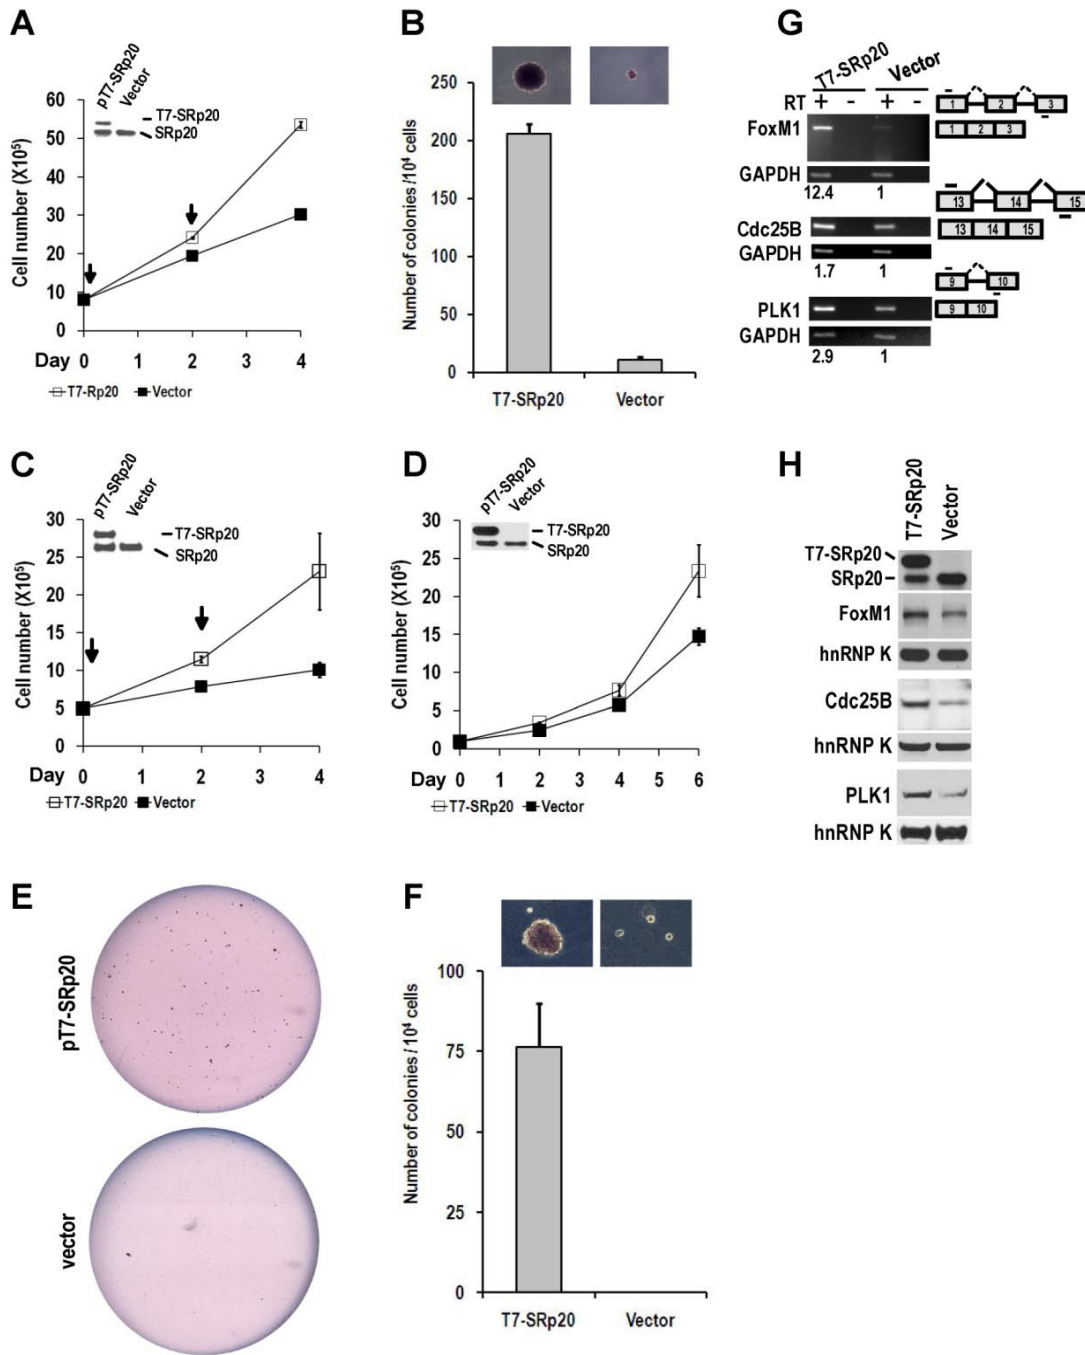 A
pT7-SRp20
Vector
T7-SRp20
SRp20
Cell number (X10⁵)
60
50
40
30
20
10
0
Day
0 1 2 3 4
T7-Rp20 Vector
B
Number of colonies /10⁴ cells
250
200
150
100
50
0
T7-SRp20 Vector
G
T7-SRp20
Vector
RT + - + -
FoxM1
GAPDH
12.4 1
Cdc25B
GAPDH
1.7 1
PLK1
GAPDH
2.9 1
1 2 3
1 2 3
13 14 15
13 14 15
9 10
9 10
C
pT7-SRp20
Vector
T7-SRp20
SRp20
Cell number (X10⁵)
30
25
20
15
10
5
0
Day
0 1 2 3 4
T7-SRp20 Vector
D
pT7-SRp20
Vector
T7-SRp20
SRp20
Cell number (X10⁵)
30
25
20
15
10
5
0
Day
0 1 2 3 4 5 6
T7-SRp20 Vector
H
T7-SRp20
Vector
T7-SRp20
SRp20
FoxM1
hnRNP K
Cdc25B
hnRNP K
PLK1
hnRNP K
E
pT7-SRp20
vector
F
Number of colonies / 10⁴ cells
100
75
50
25
0
T7-SRp20 Vector